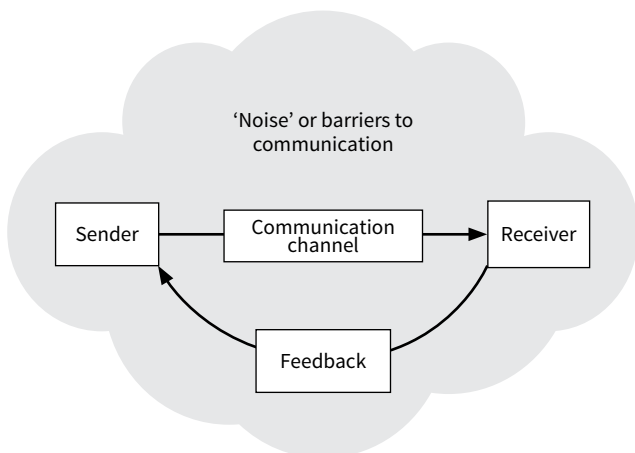 ‘Noise’ or barriers to
communication
Sender
Communication
channel
Receiver
Feedback